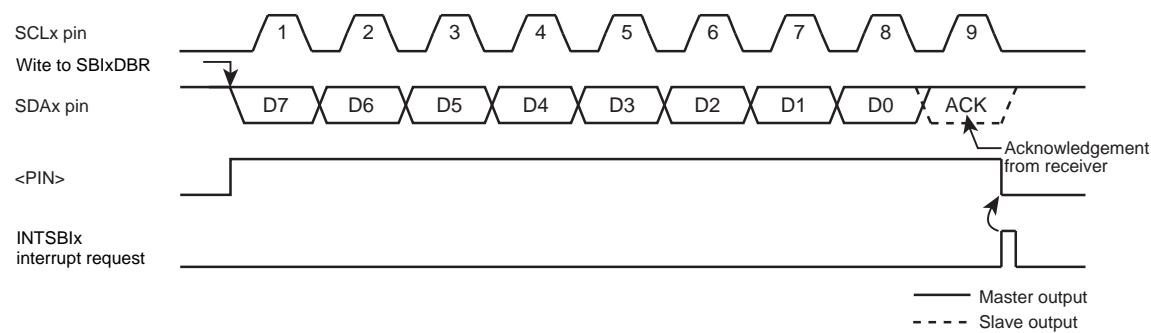 SCLx pin
1 2 3 4 5 6 7 8 9
Wite to SBIxDBR
SDAx pin
D7 D6 D5 D4 D3 D2 D1 D0 ACK
Acknowledgement
from receiver
<PIN>
INTSBIx
interrupt request
Master output
Slave output